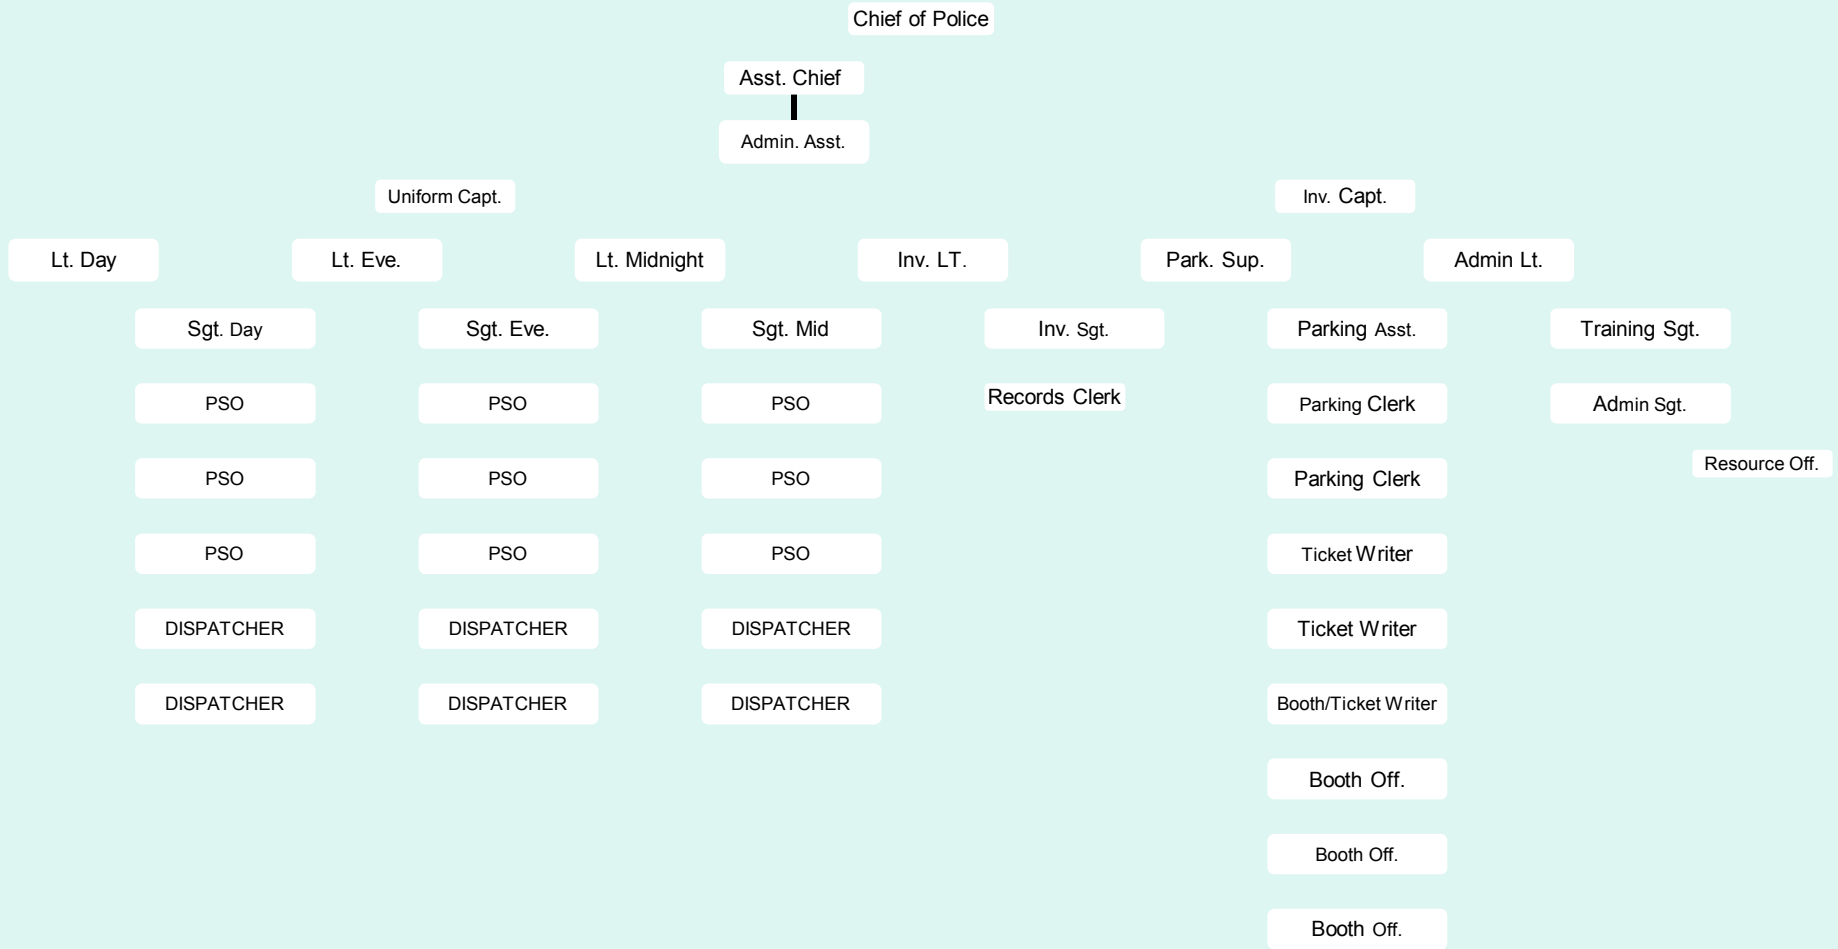 Chief of Police
Asst. Chief
Admin. Asst.
Uniform Capt.
Inv. Capt.
Lt. Day
Lt. Eve.
Lt. Midnight
Inv. LT.
Park. Sup.
Admin Lt.
Sgt. Day
Sgt. Eve.
Sgt. Mid
Inv. Sgt.
Parking Asst.
Training Sgt.
PSO
PSO
PSO
Records Clerk
Parking Clerk
Admin Sgt.
PSO
PSO
PSO
Parking Clerk
Resource Off.
PSO
PSO
PSO
Ticket Writer
DISPATCHER
DISPATCHER
DISPATCHER
Ticket Writer
DISPATCHER
DISPATCHER
DISPATCHER
Booth/Ticket Writer
Booth Off.
Booth Off.
Booth Off.